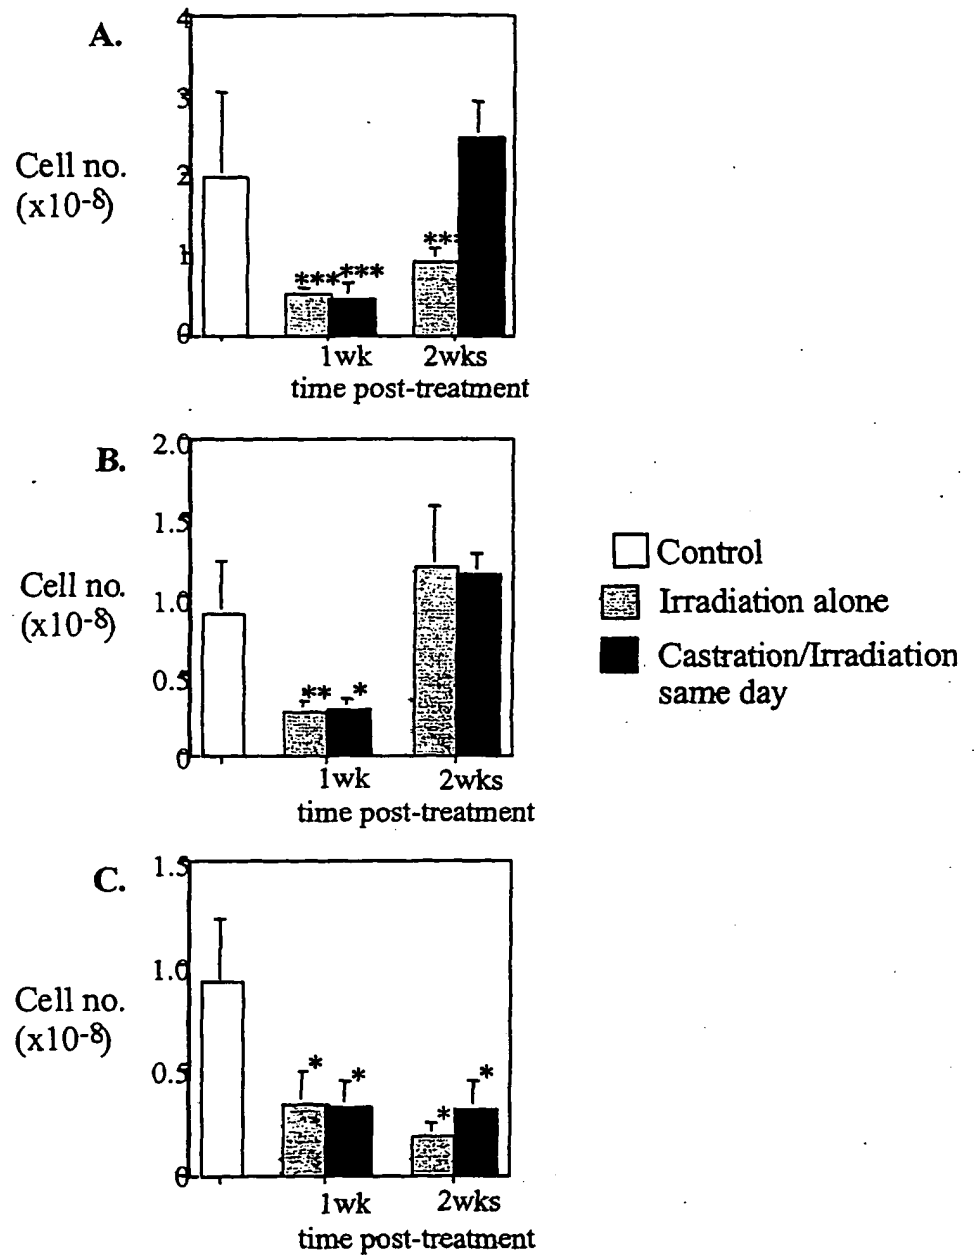 A.
4
3
2
1
0
Cell no.
(x10-8)
***
***
***
1wk 2wks
time post-treatment
B.
2.0
1.5
1.0
0.5
0
Cell no.
(x10-8)
** *
1wk 2wks
time post-treatment
Control
Irradiation alone
Castration/Irradiation
same day
C.
1.5
1.0
0.5
0
Cell no.
(x10-8)
* * * *
1wk 2wks
time post-treatment